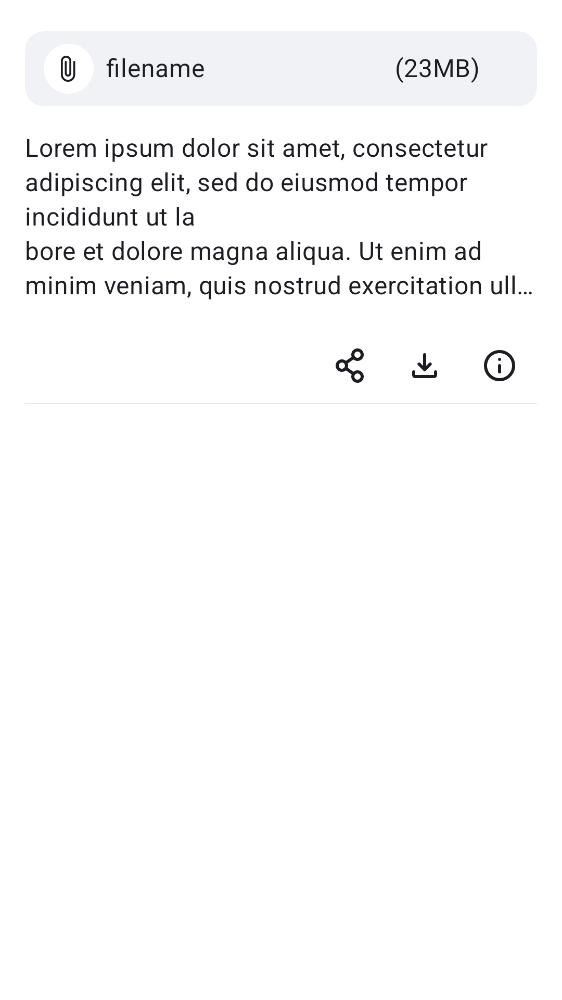 filename (23MB)
Lorem ipsum dolor sit amet, consectetur
adipiscing elit, sed do eiusmod tempor
incididunt ut la
bore et dolore magna aliqua. Ut enim ad
minim veniam, quis nostrud exercitation ull…